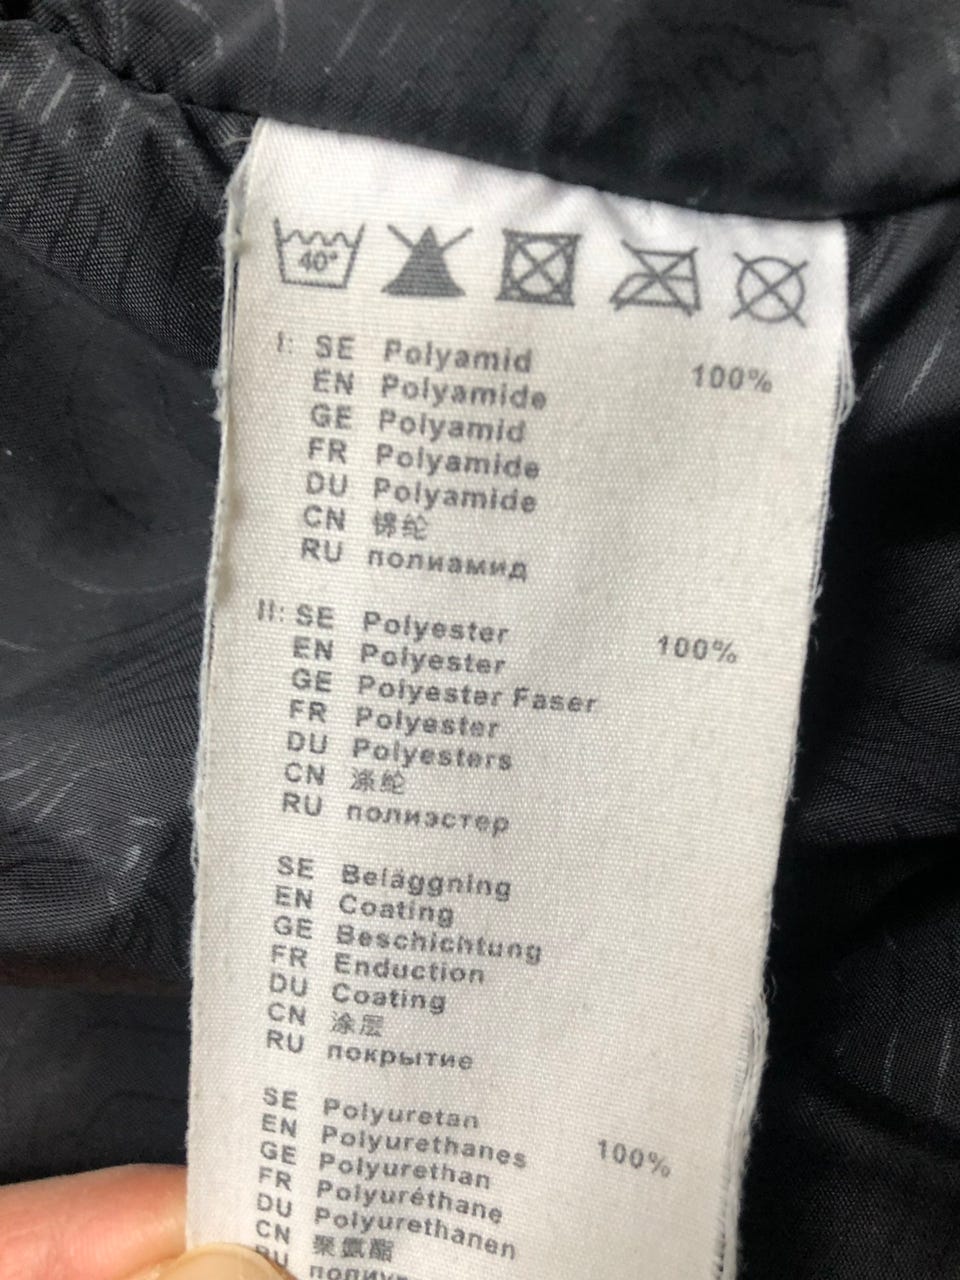 40°
I: SE Polyamid 100%
EN Polyamide
GE Polyamid
FR Polyamide
DU Polyamide
CN 锦纶
RU полиамид
II: SE Polyester 100%
EN Polyester
GE Polyester Faser
FR Polyester
DU Polyesters
CN 涤纶
RU полиэстер
SE Beläggning
EN Coating
GE Beschichtung
FR Enduction
DU Coating
CN 涂层
RU покрытие
SE Polyuretan
EN Polyurethanes 100%
GE Polyurethan
FR Polyuréthane
DU Polyurethanen
CN 聚氨酯
RU